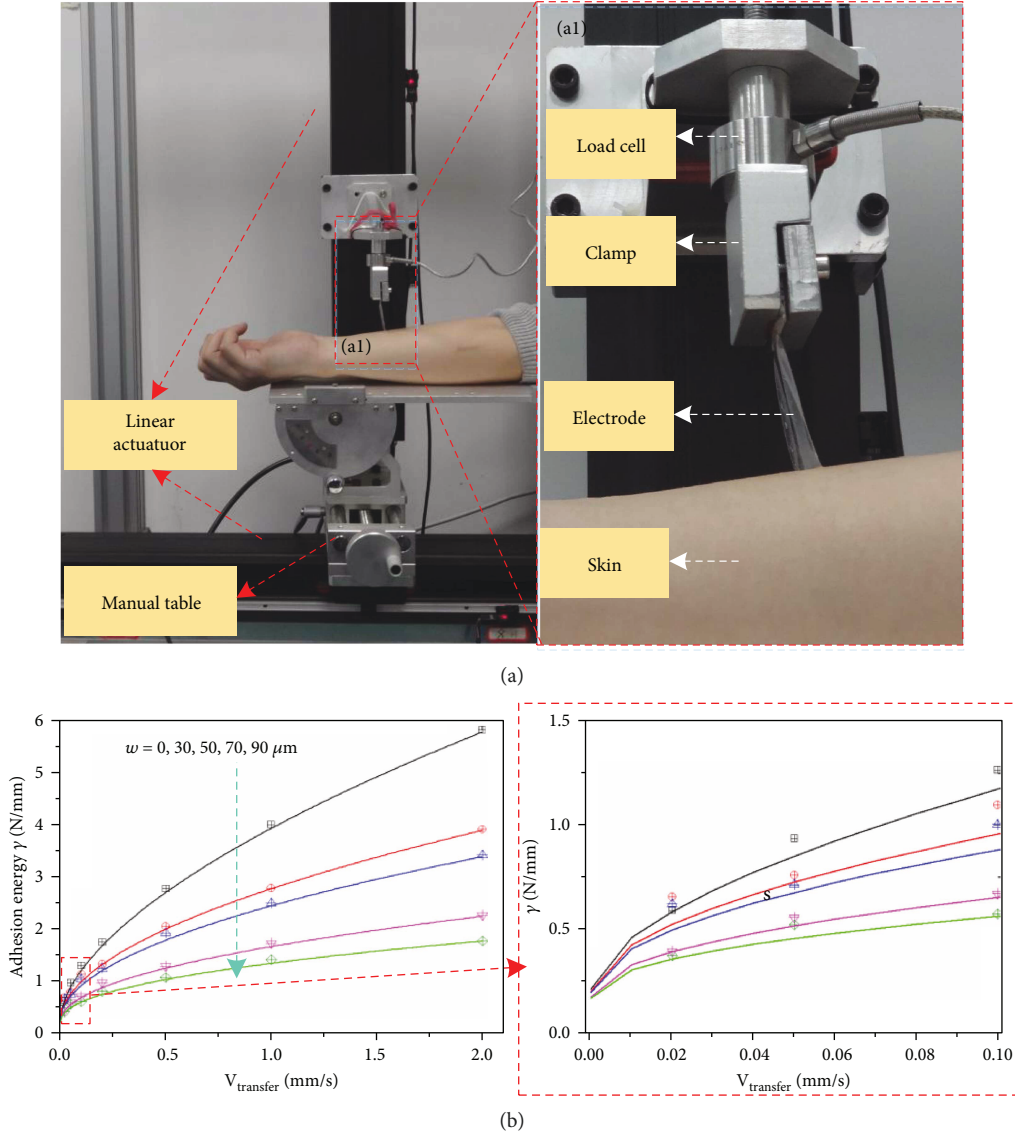 (a1)
Load cell
Clamp
(a1)
Electrode
Linear
actuatuor
Skin
Manual table
(a)
6
5
4
3
2
1
0
0.0
0.5
1.0
1.5
2.0
Adhesion energy γ (N/mm)
w = 0, 30, 50, 70, 90 μm
V_transfer (mm/s)
1.5
1.0
0.5
0.0
0.00
0.02
0.04
0.06
0.08
0.10
γ (N/mm)
s
V_transfer (mm/s)
(b)